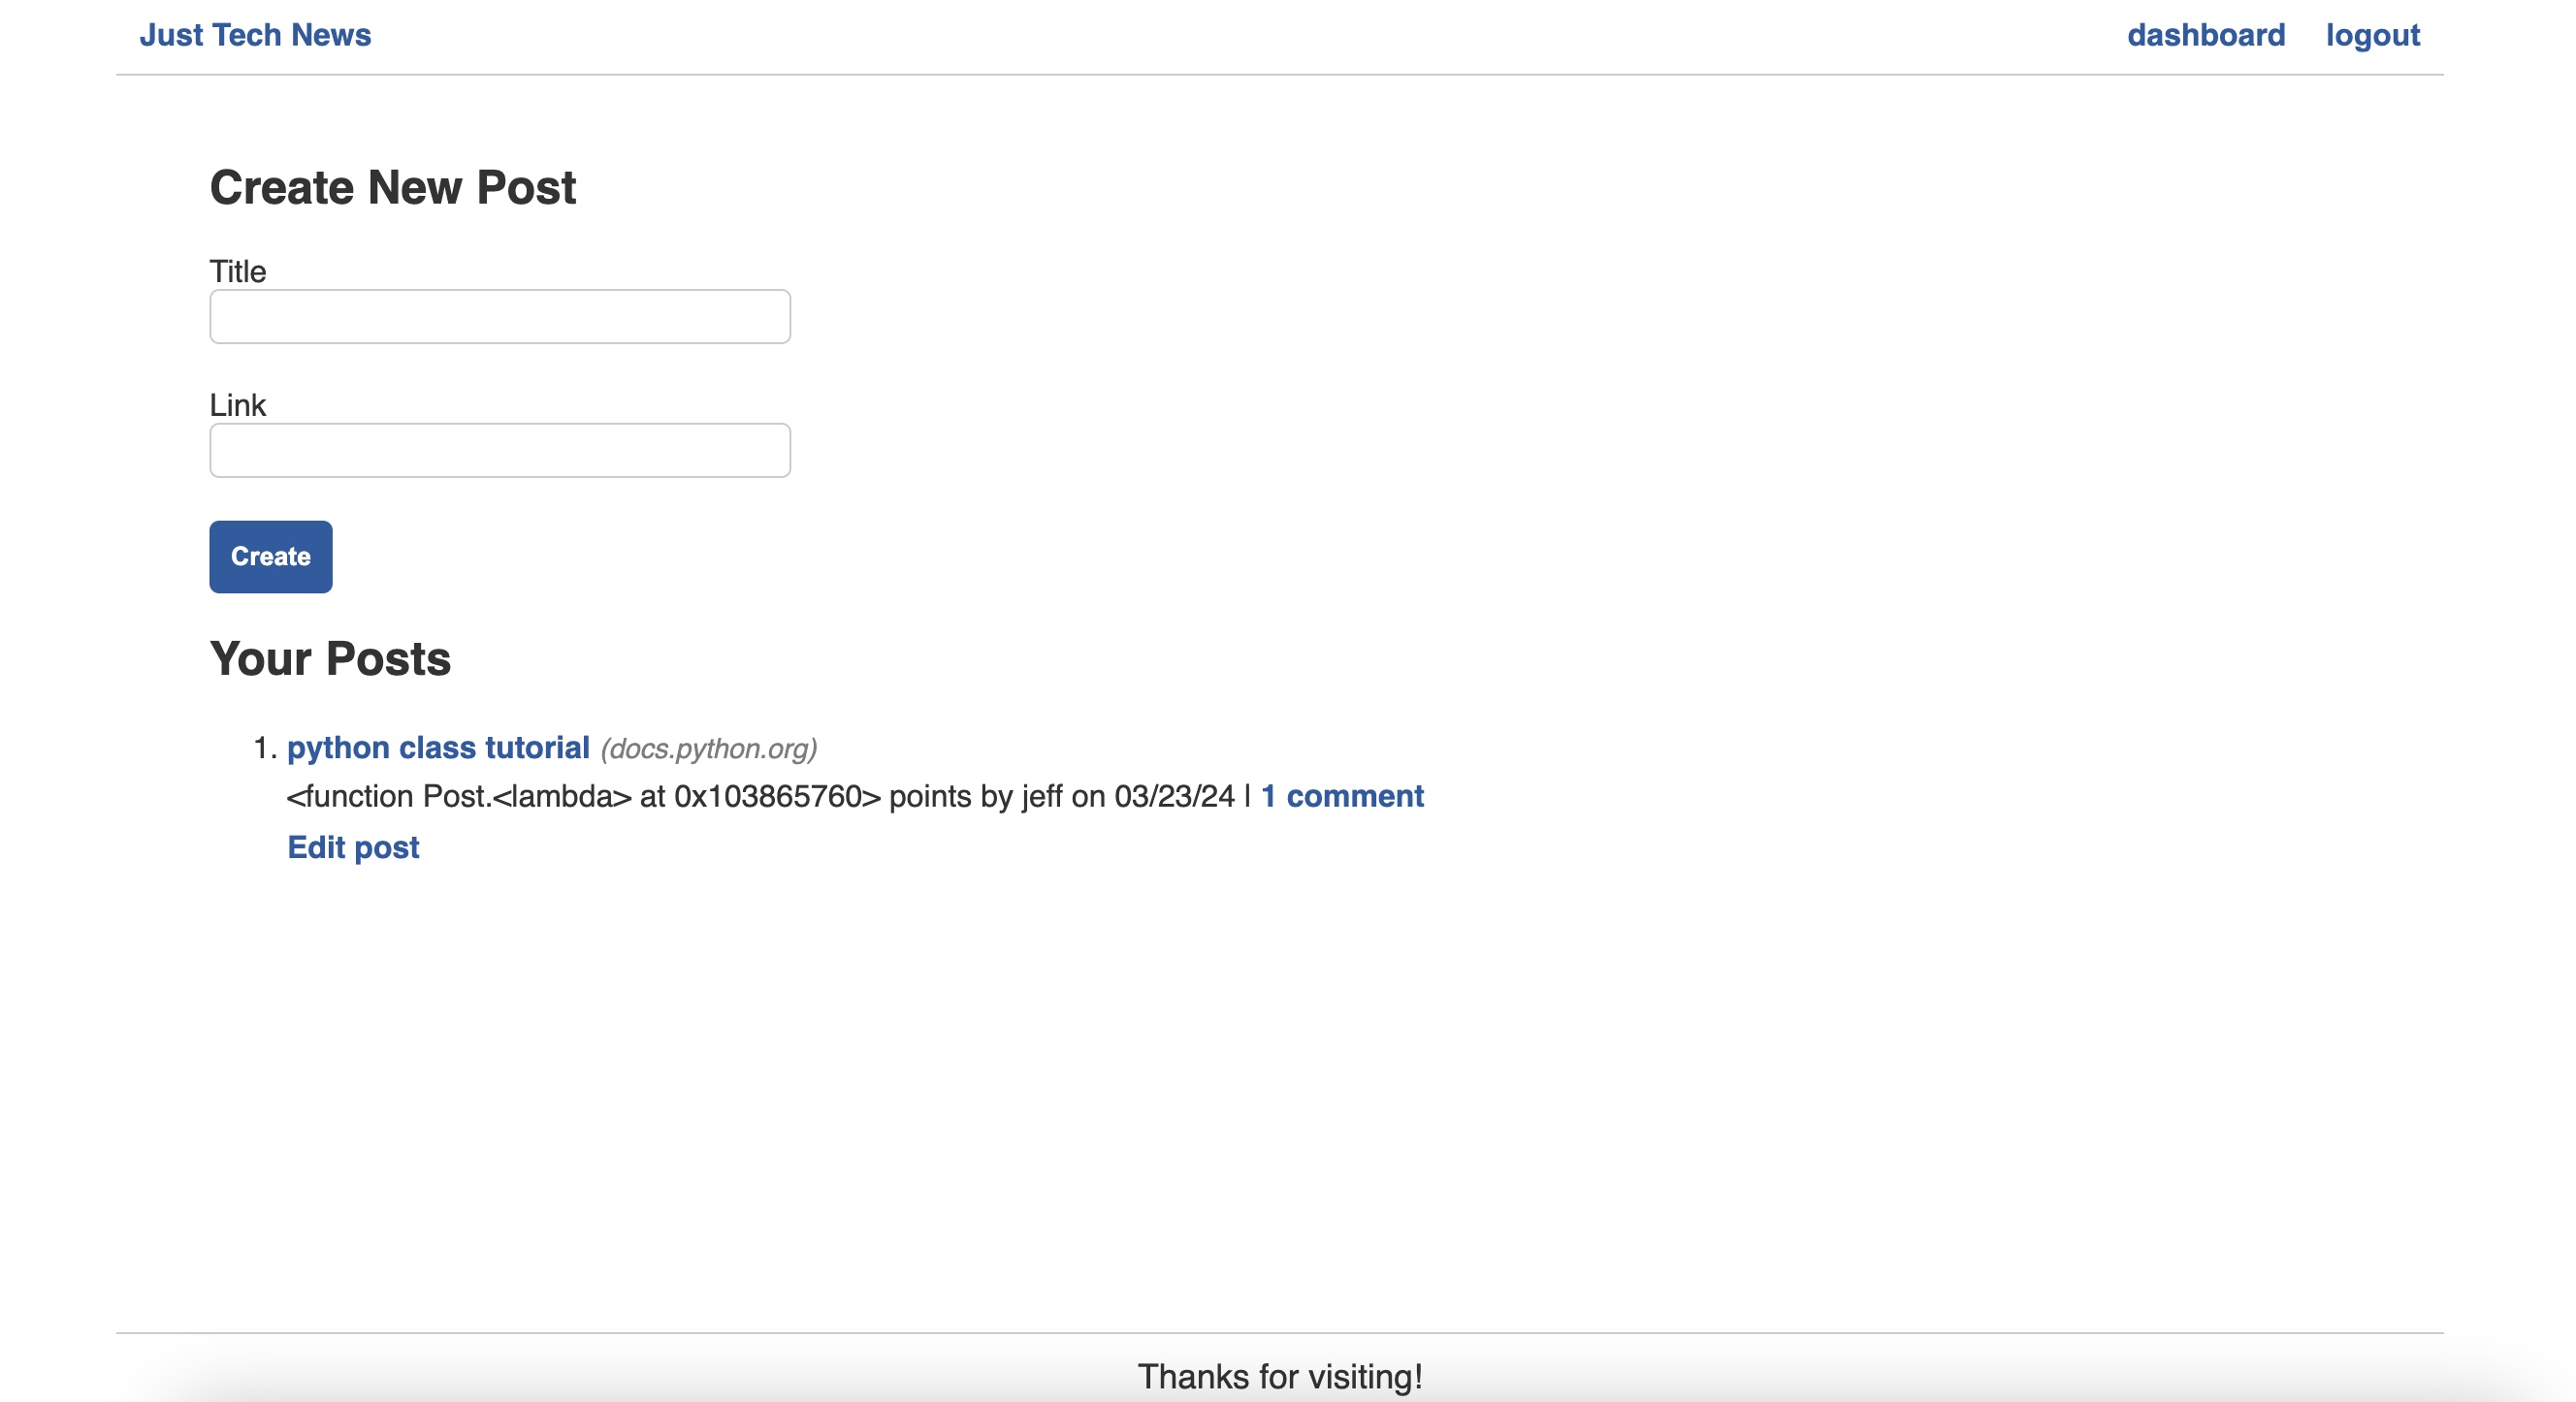 Just Tech News dashboard logout
Create New Post
Title
Link
Create
Your Posts
1. python class tutorial (docs.python.org)
<function Post.<lambda> at 0x103865760> points by jeff on 03/23/24 | 1 comment
Edit post
Thanks for visiting!